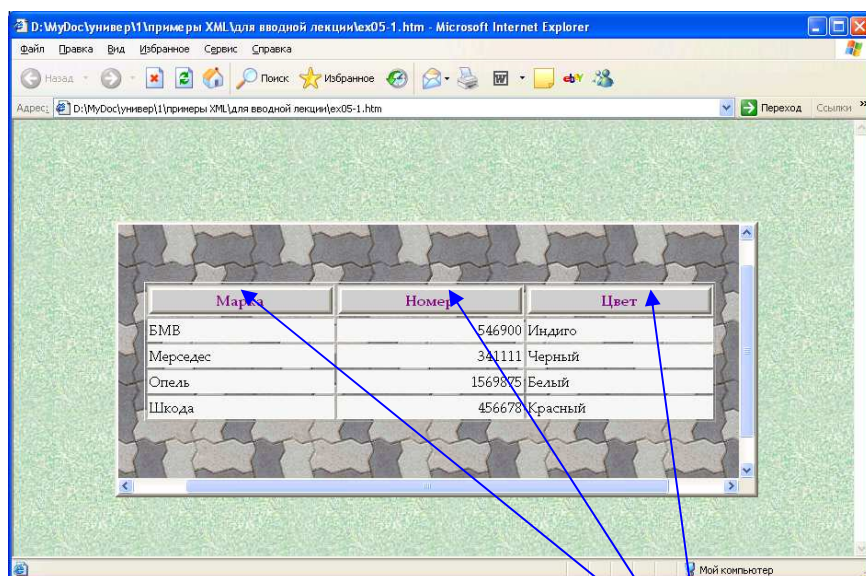 D:\MyDoc\универ\1\примеры XML\для вводной лекции\ex05-1.htm - Microsoft Internet Explorer
Файл Правка Вид Избранное Сервис Справка
Назад Поиск Избранное ebY
Адрес: D:\MyDoc\универ\1\примеры XML\для вводной лекции\ex05-1.htm Переход Ссылки »
Марка Номер Цвет
БМВ 546900 Индиго
Мерседес 341111 Черный
Опель 1569875 Белый
Шкода 456678 Красный
Мой компьютер